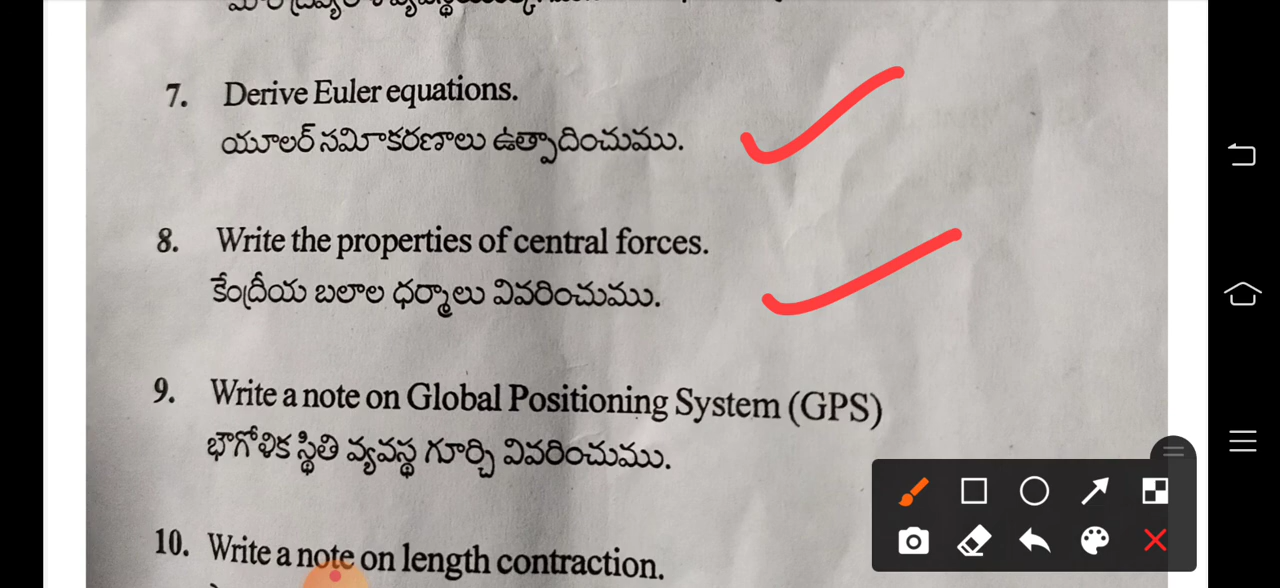 7. Derive Euler equations.
యూలర్ సమీకరణాలు ఉత్పాదించుము.
8. Write the properties of central forces.
కేంద్రీయ బలాల ధర్మాలు వివరించుము.
9. Write a note on Global Positioning System (GPS)
భౌగోళిక స్థితి వ్యవస్థ గూర్చి వివరించుము.
10. Write a note on length contraction.